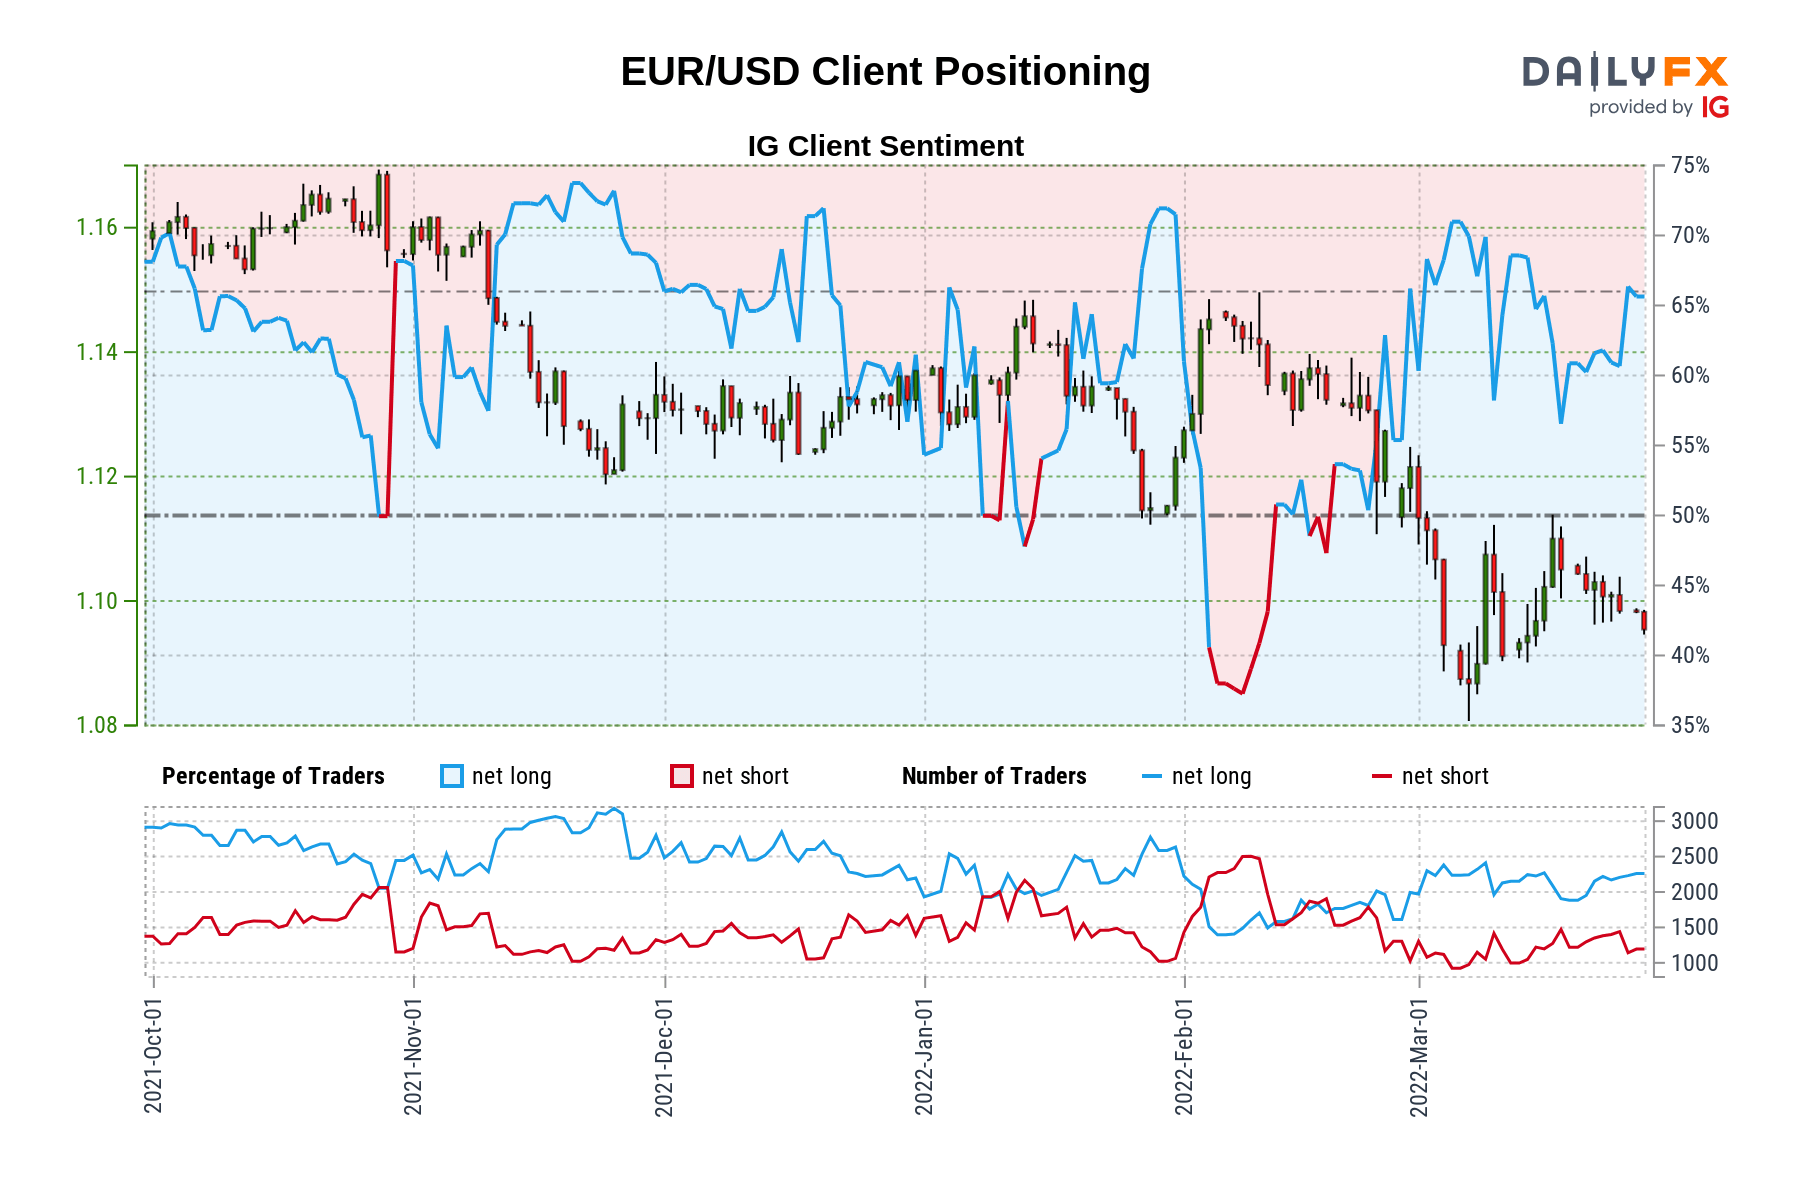 EUR/USD Client Positioning
DAILYFX
provided by IG
IG Client Sentiment
1.16
1.14
1.12
1.10
1.08
75%
70%
65%
60%
55%
50%
45%
40%
35%
Percentage of Traders net long net short Number of Traders net long net short
3000
2500
2000
1500
1000
2021-Oct-01
2021-Nov-01
2021-Dec-01
2022-Jan-01
2022-Feb-01
2022-Mar-01